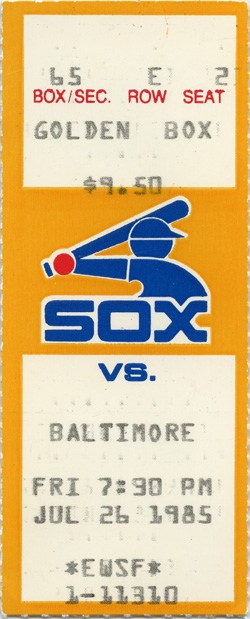 65 E 2
BOX/SEC. ROW SEAT
GOLDEN BOX
$9.50
SOX
VS.
BALTIMORE
FRI 7:30 PM
JUL 26 1985
*EWSF*
1-11310